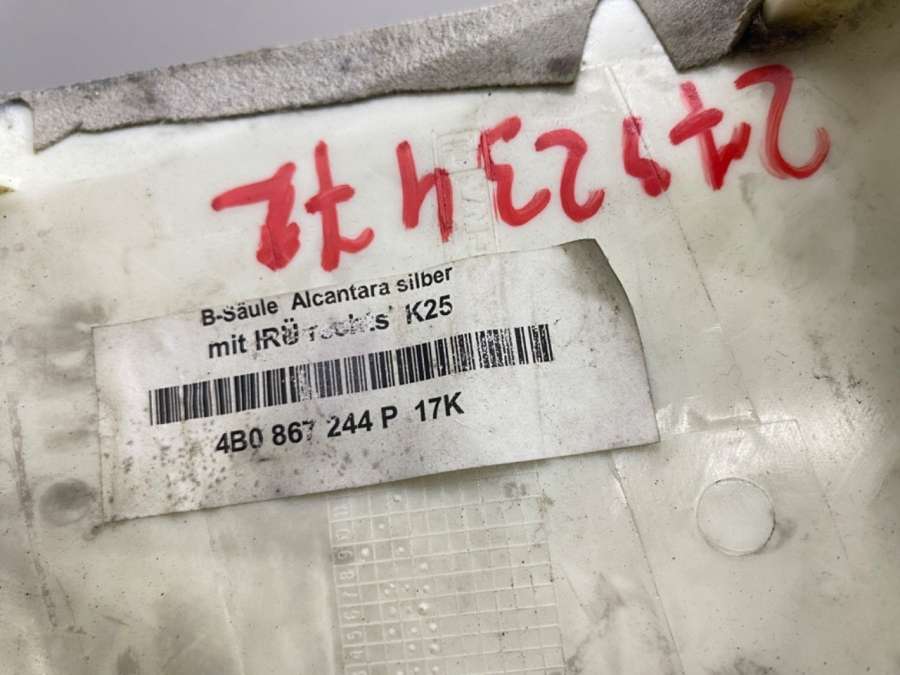 B-Säule Alcantara silber
mit IRÜ rechts K25
4B0 867 244 P 17K